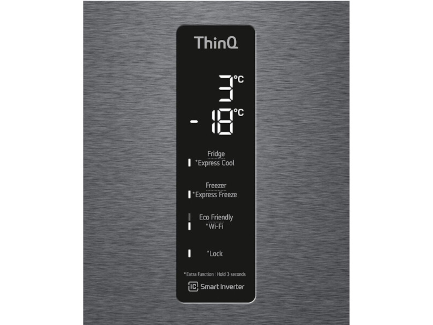 ThinQ
3°C
-18°C
Fridge
*Express Cool
Freezer
*Express Freeze
Eco Friendly
*Wi-Fi
*Lock
*Extra Function : Hold 3 seconds
IC Smart Inverter